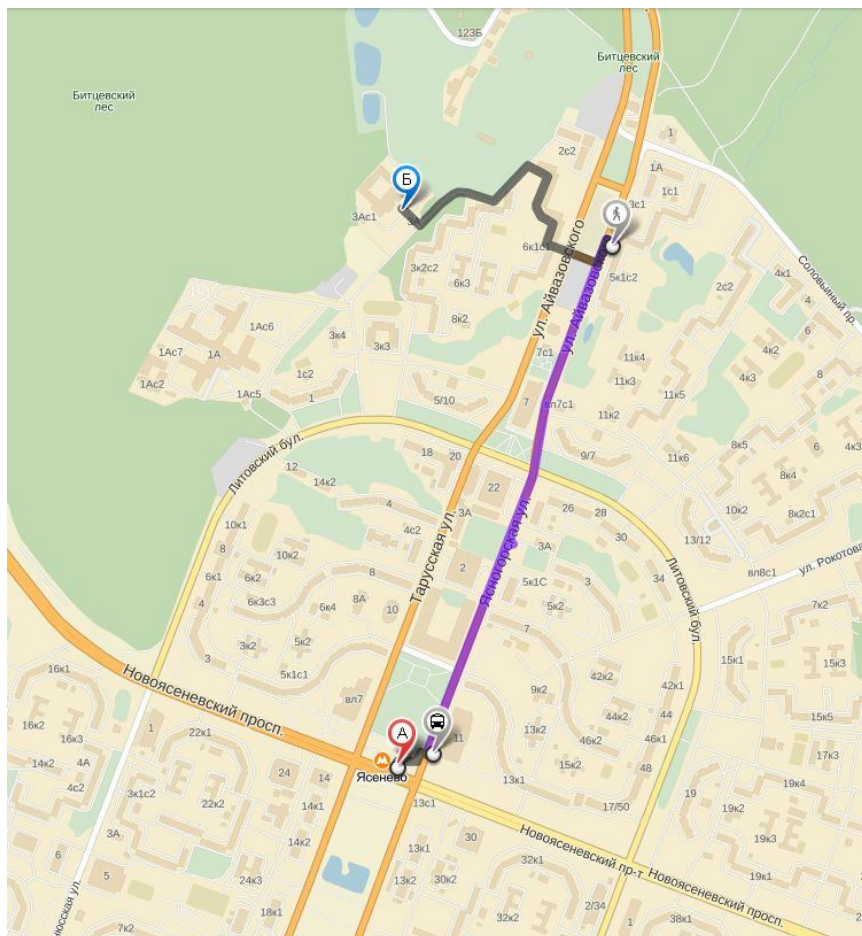 123Б
Битцевский
лес
Битцевский
лес
1
2с2
1А
Б
1с1
3с1
3Ас1
3А
6к1с1
3к2с2
5к1с2
4к1
2с2
4
Соловьиный пр.
6к3
ул. Айвазовского
ул. Айвазовского
8к2
6
1Ас6
3к4
3к3
1Ас7
1А
7с1
11к4
4к2
8
1с2
11к3
4к3
1Ас2
1Ас5
1
5/10
7
вл7с1
11к5
11к2
Литовский бул.
18
20
9/7
8к5
6
4к3
12
14к2
11к6
8к4
22
4
3А
26
28
10к2
8к2с1
10к1
4с2
Тарусская ул.
30
13/12
8
10к2
3А
ул. Рокотова
2
Ясногорская ул.
вл8с1
6к1
6к2
8
5к1С
3
34
Литовский бул.
4
6к3с3
8А
5к2
7к2
6к4
10
3к2
5к2
7
15к1
15к3
16к1
3
5к1с1
42к2
Новоясеневский просп.
вл7
9к2
42к1
16к2
44к2
44
15к5
1
22к1
А
11
13к2
16к3
46к2
46к1
14к2
4А
24
14
М
Ясенево
15к2
48
19к4
4с2
3к1с2
22к2
14к1
13с1
13к1
17/50
19
19к2
3А
Новоясеневский пр-т
14к2
30
19к3
6
13к1
32к1
Новоясеневский просп.
5
24к3
13к2
30к2
19к1
18к1
2/34
7к2
32к2
1
38к1